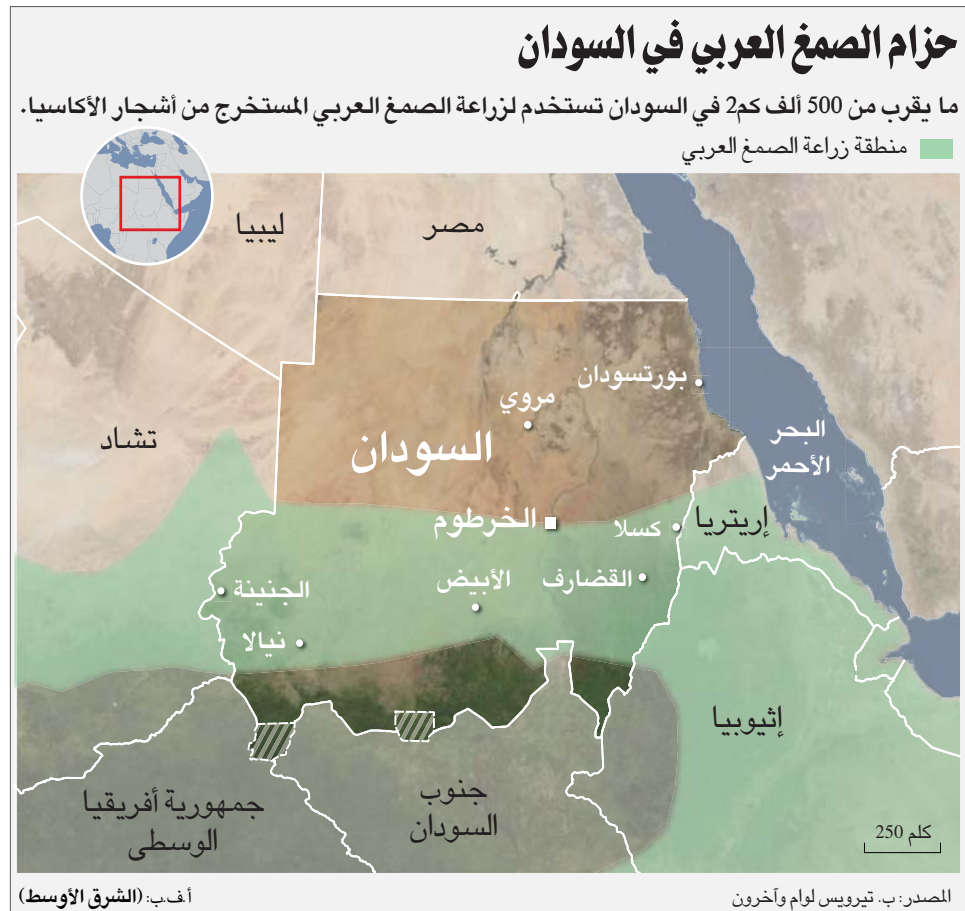 حزام الصمغ العربي في السودان
ما يقرب من 500 ألف كم2 في السودان تستخدم لزراعة الصمغ العربي المستخرج من أشجار الأكاسيا.
منطقة زراعة الصمغ العربي
ليبيا
مصر
بورتسودان
مروي
تشاد
السودان
البحر
الأحمر
الخرطوم
كسلا
إريتريا
الجنينة
الأبيض
القضارف
نيالا
إثيوبيا
جمهورية أفريقيا
الوسطى
جنوب
السودان
250 كلم
المصدر: ب. تيرويس لوام وآخرون
أ.ف.ب: (الشرق الأوسط)